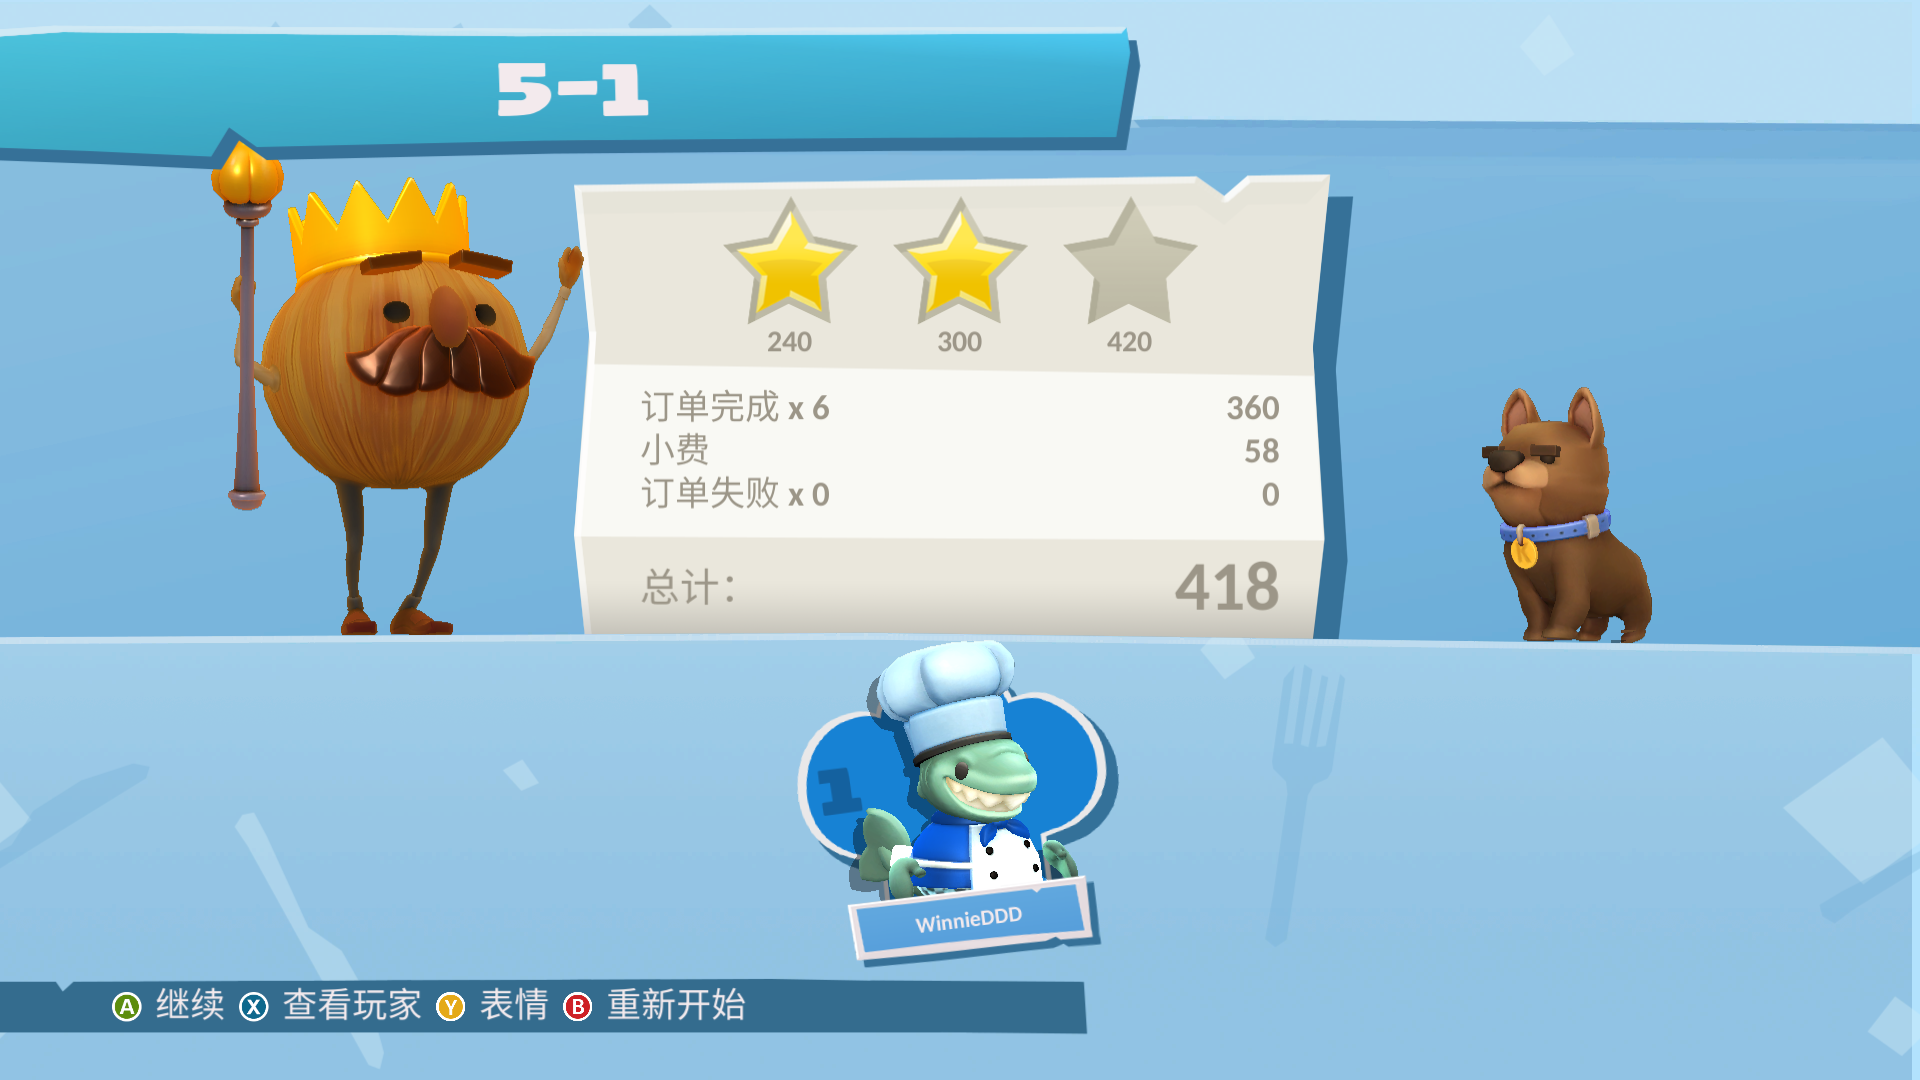 5-1
240 300 420
订单完成 x 6 360
小费 58
订单失败 x 0 0
总计： 418
1
WinnieDDD
A 继续 X 查看玩家 Y 表情 B 重新开始